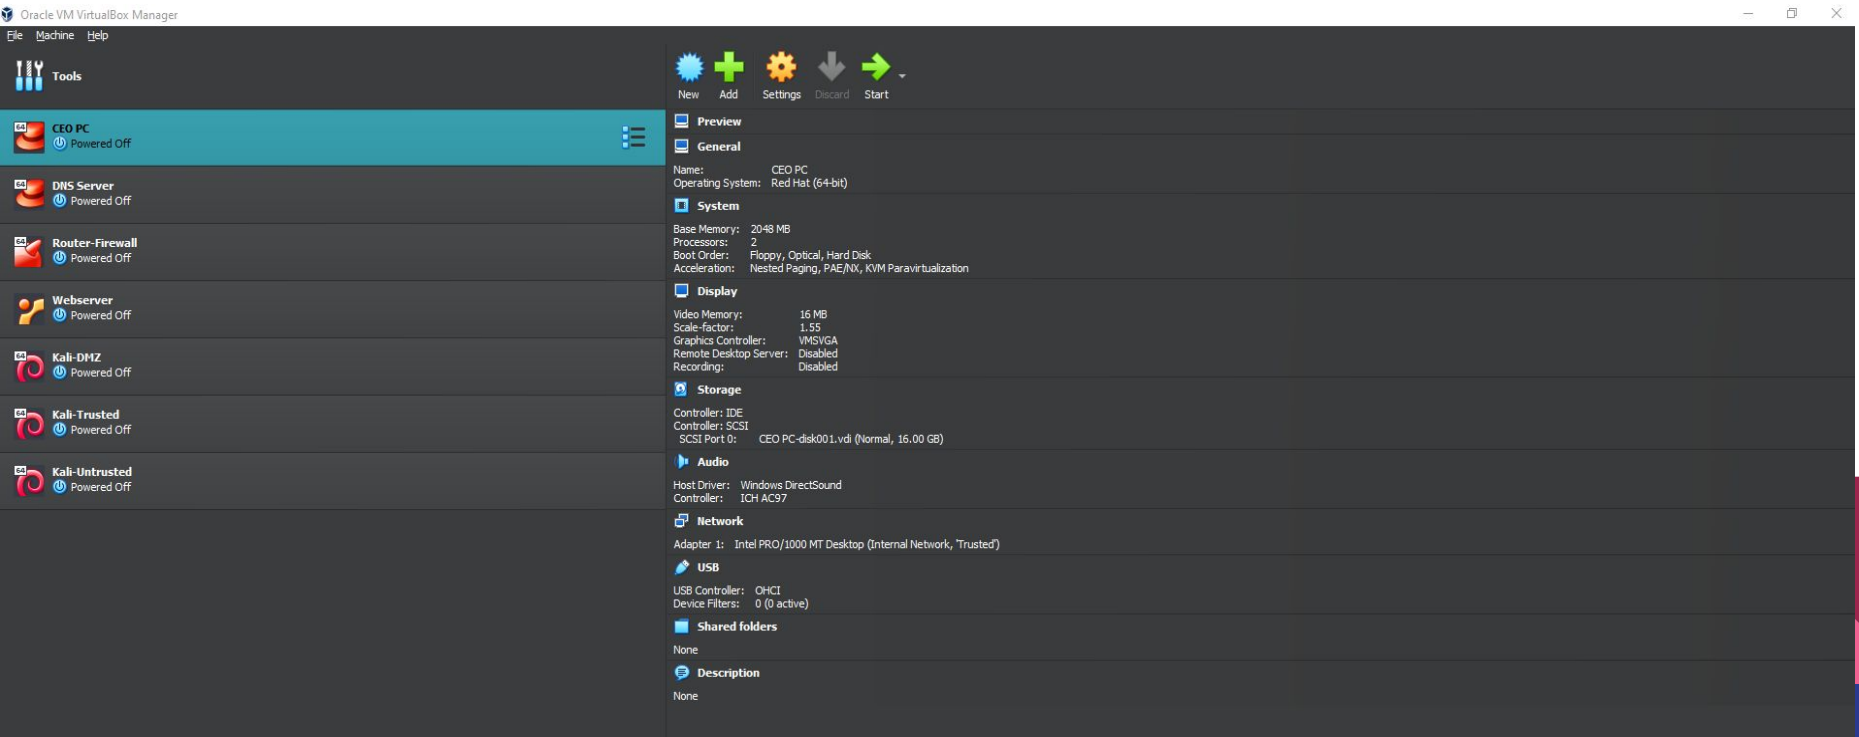 Oracle VM VirtualBox Manager
File Machine Help
Tools
New Add Settings Discard Start
64 CEO PC
Powered Off
64 DNS Server
Powered Off
64 Router-Firewall
Powered Off
Webserver
Powered Off
64 Kali-DMZ
Powered Off
64 Kali-Trusted
Powered Off
64 Kali-Untrusted
Powered Off
Preview
General
Name: CEO PC
Operating System: Red Hat (64-bit)
System
Base Memory: 2048 MB
Processors: 2
Boot Order: Floppy, Optical, Hard Disk
Acceleration: Nested Paging, PAE/NX, KVM Paravirtualization
Display
Video Memory: 16 MB
Scale-factor: 1.55
Graphics Controller: VMSVGA
Remote Desktop Server: Disabled
Recording: Disabled
Storage
Controller: IDE
Controller: SCSI
SCSI Port 0: CEO PC-disk001.vdi (Normal, 16.00 GB)
Audio
Host Driver: Windows DirectSound
Controller: ICH AC97
Network
Adapter 1: Intel PRO/1000 MT Desktop (Internal Network, 'Trusted')
USB
USB Controller: OHCI
Device Filters: 0 (0 active)
Shared folders
None
Description
None